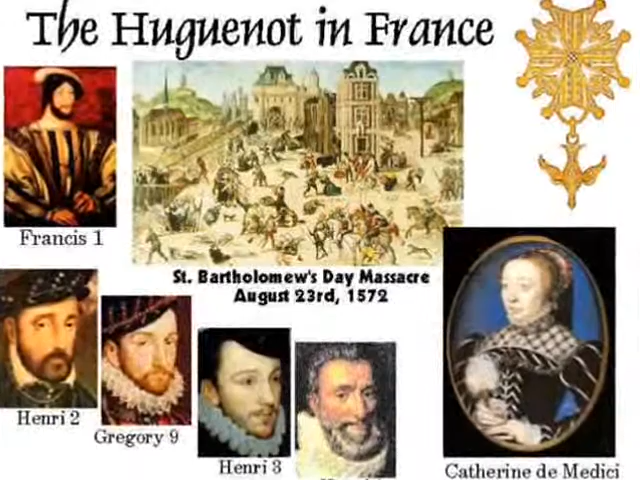 The Huguenot in France
Francis 1
St. Bartholomew's Day Massacre
August 23rd, 1572
Henri 2
Gregory 9
Henri 3
Catherine de Medici